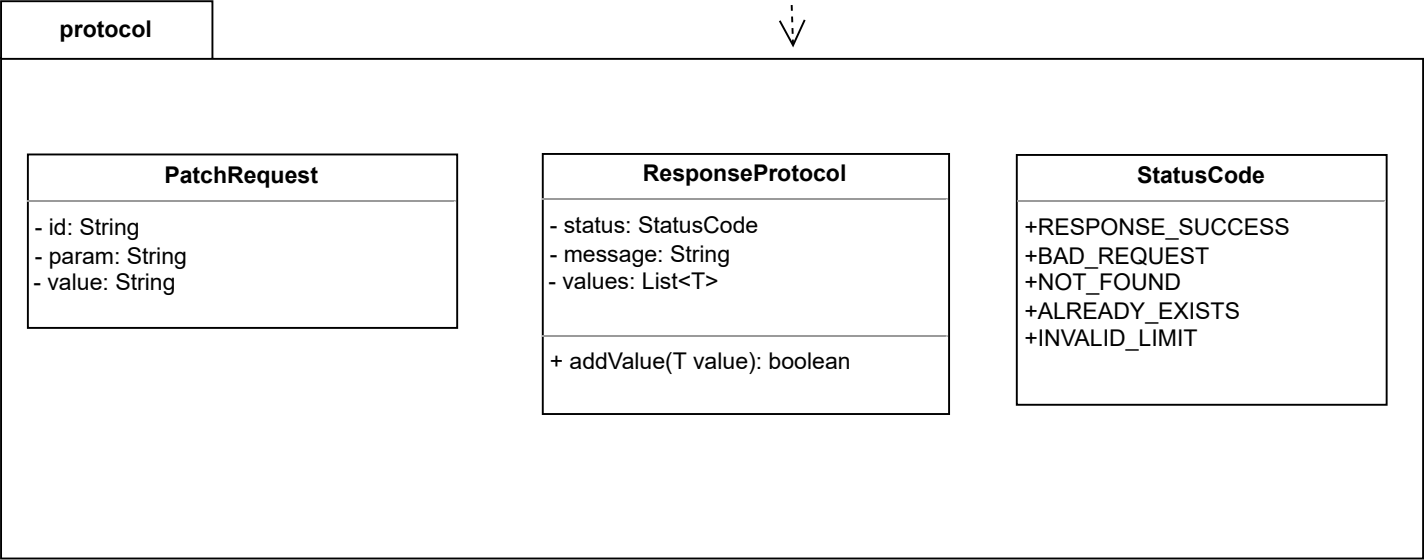 protocol
PatchRequest
- id: String
- param: String
- value: String
ResponseProtocol
- status: StatusCode
- message: String
- values: List<T>
+ addValue(T value): boolean
StatusCode
+RESPONSE_SUCCESS
+BAD_REQUEST
+NOT_FOUND
+ALREADY_EXISTS
+INVALID_LIMIT